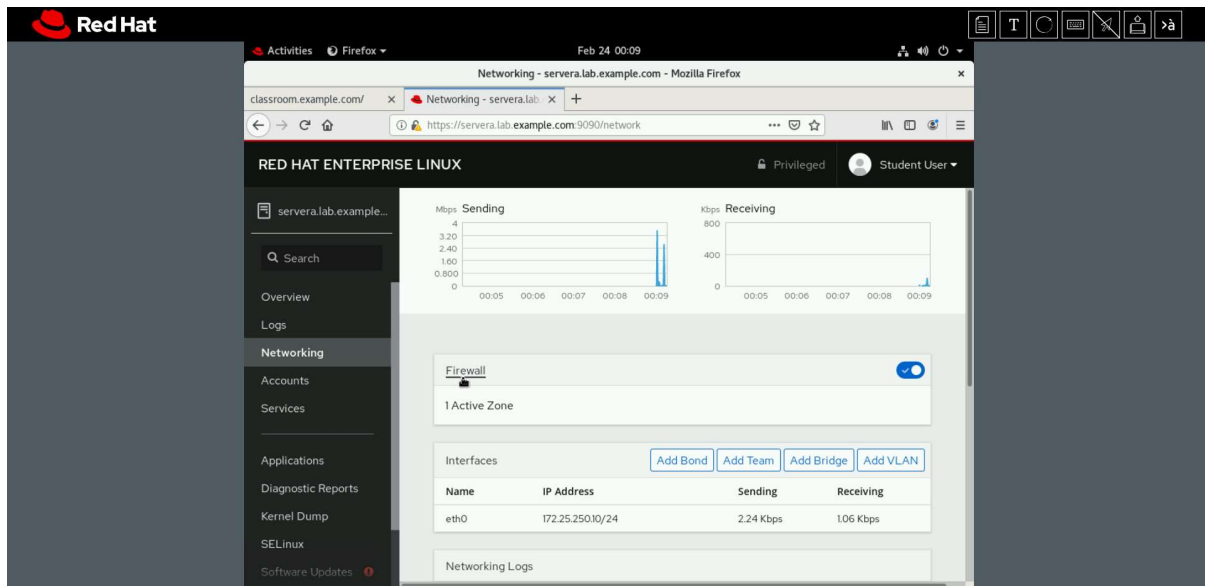 Red Hat
T
>à
Activities Firefox
Feb 24 00:09
Networking - servera.lab.example.com - Mozilla Firefox
classroom.example.com/
Networking - servera.lab
https://servera.lab.example.com:9090/network
RED HAT ENTERPRISE LINUX
Privileged
Student User
servera.lab.example...
Search
Overview
Logs
Networking
Accounts
Services
Applications
Diagnostic Reports
Kernel Dump
SELinux
Software Updates
Mbps Sending
4
3.20
2.40
1.60
0.800
0
00:05 00:06 00:07 00:08 00:09
Kbps Receiving
800
400
0
00:05 00:06 00:07 00:08 00:09
Firewall
1 Active Zone
Interfaces Add Bond Add Team Add Bridge Add VLAN
Name IP Address Sending Receiving
eth0 172.25.250.10/24 2.24 Kbps 1.06 Kbps
Networking Logs